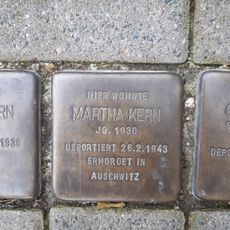 HIER WOHNTE
MARTHA KERN
JG. 1930
DEPORTIERT 26.2.1943
ERMORDET IN
AUSCHWITZ